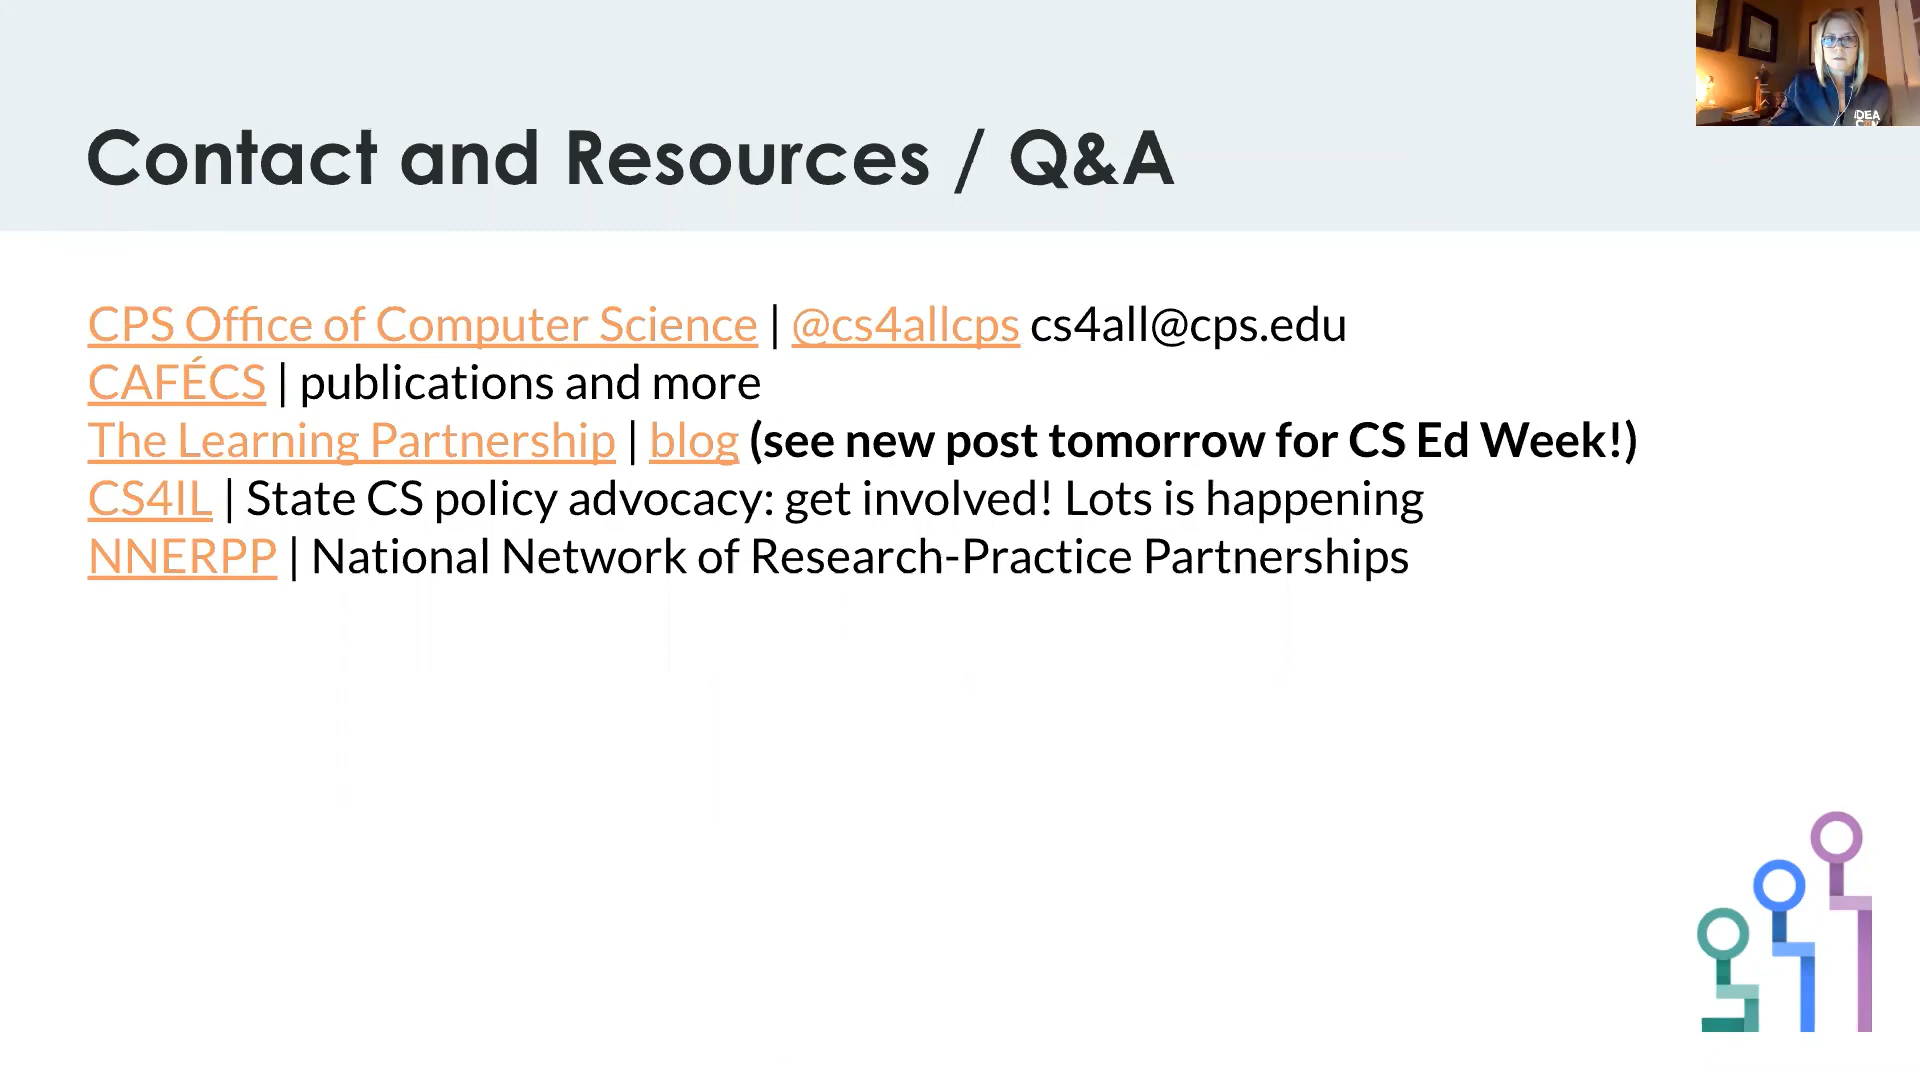 Contact and Resources / Q&A
CPS Office of Computer Science | @cs4allcps cs4all@cps.edu
CAFÉCS | publications and more
The Learning Partnership | blog (see new post tomorrow for CS Ed Week!)
CS4IL | State CS policy advocacy: get involved! Lots is happening
NNERPP | National Network of Research-Practice Partnerships
IDEA